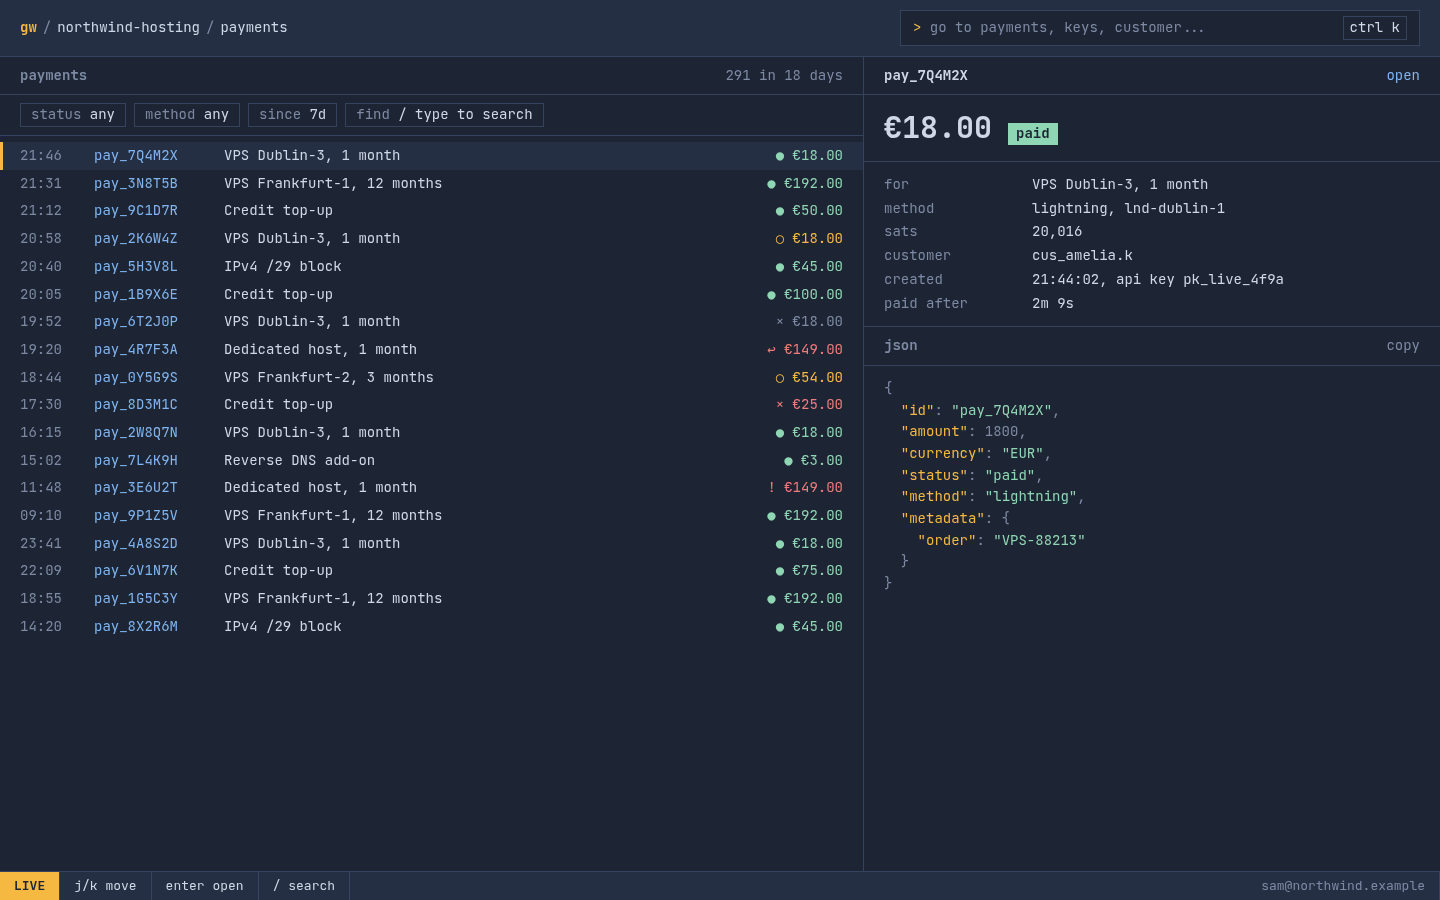 gw / northwind-hosting / payments
> go to payments, keys, customer... ctrl k
payments 291 in 18 days
status any method any since 7d find / type to search
21:46 pay_7Q4M2X VPS Dublin-3, 1 month ● €18.00
21:31 pay_3N8T5B VPS Frankfurt-1, 12 months ● €192.00
21:12 pay_9C1D7R Credit top-up ● €50.00
20:58 pay_2K6W4Z VPS Dublin-3, 1 month ○ €18.00
20:40 pay_5H3V8L IPv4 /29 block ● €45.00
20:05 pay_1B9X6E Credit top-up ● €100.00
19:52 pay_6T2J0P VPS Dublin-3, 1 month × €18.00
19:20 pay_4R7F3A Dedicated host, 1 month ↩ €149.00
18:44 pay_0Y5G9S VPS Frankfurt-2, 3 months ○ €54.00
17:30 pay_8D3M1C Credit top-up × €25.00
16:15 pay_2W8Q7N VPS Dublin-3, 1 month ● €18.00
15:02 pay_7L4K9H Reverse DNS add-on ● €3.00
11:48 pay_3E6U2T Dedicated host, 1 month ! €149.00
09:10 pay_9P1Z5V VPS Frankfurt-1, 12 months ● €192.00
23:41 pay_4A8S2D VPS Dublin-3, 1 month ● €18.00
22:09 pay_6V1N7K Credit top-up ● €75.00
18:55 pay_1G5C3Y VPS Frankfurt-1, 12 months ● €192.00
14:20 pay_8X2R6M IPv4 /29 block ● €45.00
pay_7Q4M2X open
€18.00 paid
for VPS Dublin-3, 1 month
method lightning, lnd-dublin-1
sats 20,016
customer cus_amelia.k
created 21:44:02, api key pk_live_4f9a
paid after 2m 9s
json copy
{
"id": "pay_7Q4M2X",
"amount": 1800,
"currency": "EUR",
"status": "paid",
"method": "lightning",
"metadata": {
"order": "VPS-88213"
}
}
LIVE j/k move enter open / search sam@northwind.example